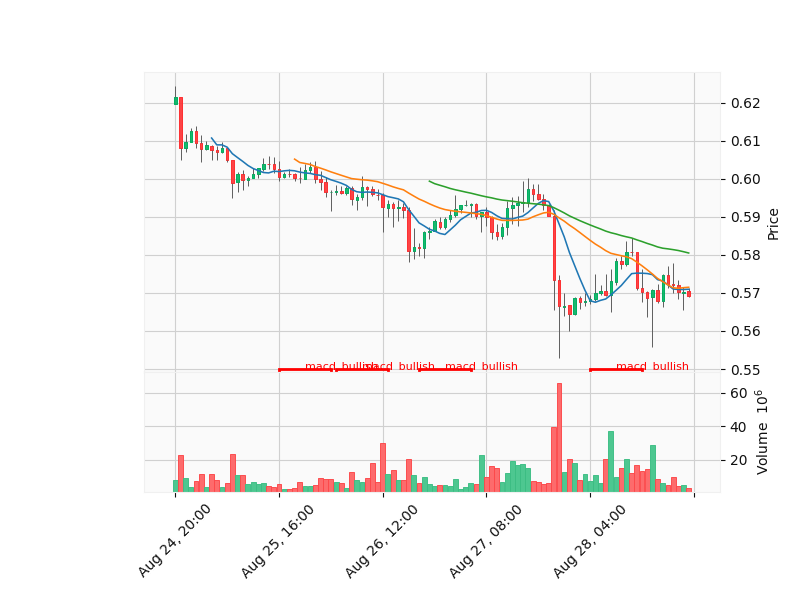 0.62
0.61
0.60
0.59
0.58
0.57
0.56
0.55
Price
macd_bullish
macd_bullish
macd_bullish
macd_bullish
60
40
20
Volume 10^6
Aug 24, 20:00
Aug 25, 16:00
Aug 26, 12:00
Aug 27, 08:00
Aug 28, 04:00